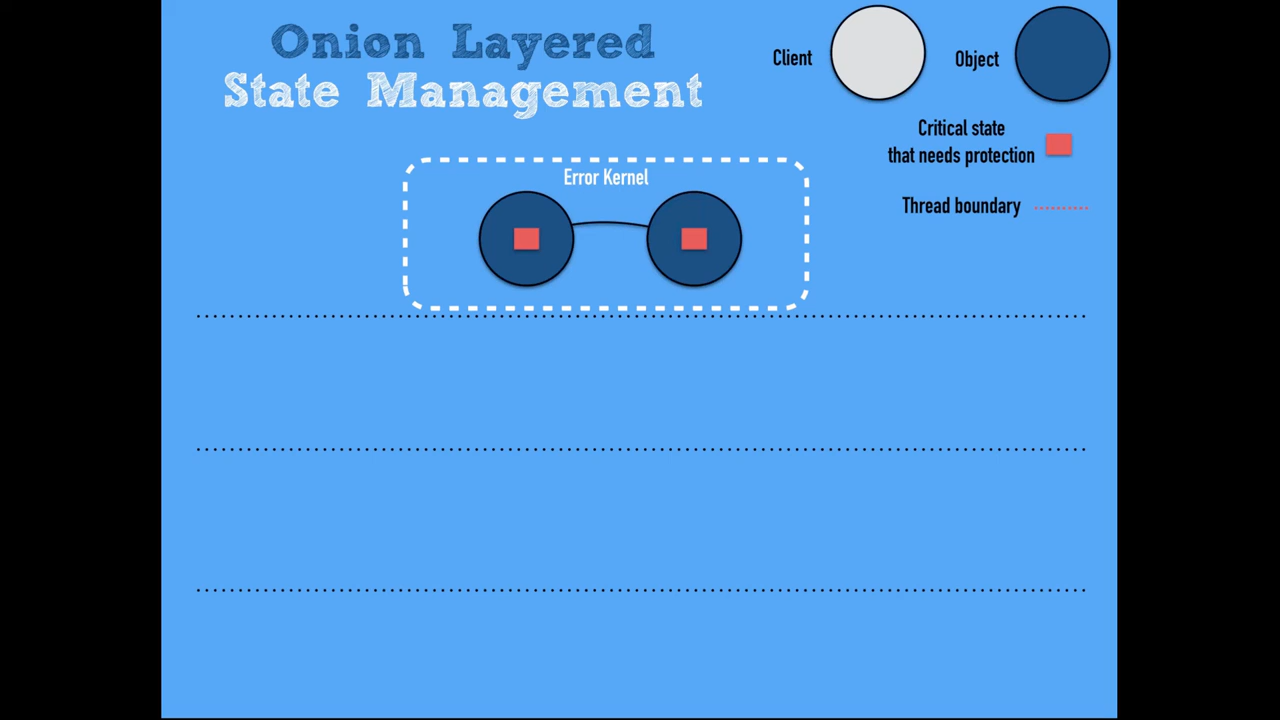 Onion Layered
State Management
Client
Object
Critical state
that needs protection
Thread boundary
Error Kernel